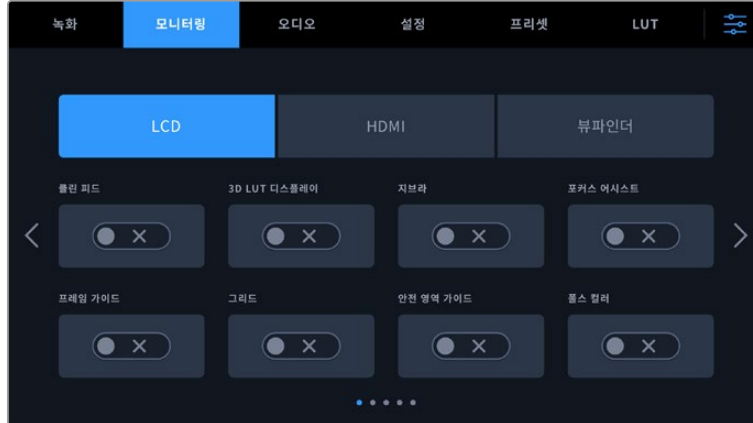 녹화 모니터링 오디오 설정 프리셋 LUT
LCD HDMI 뷰파인더
클린 피드 3D LUT 디스플레이 지브라 포커스 어시스트
프레임 가이드 그리드 안전 영역 가이드 폴스 컬러